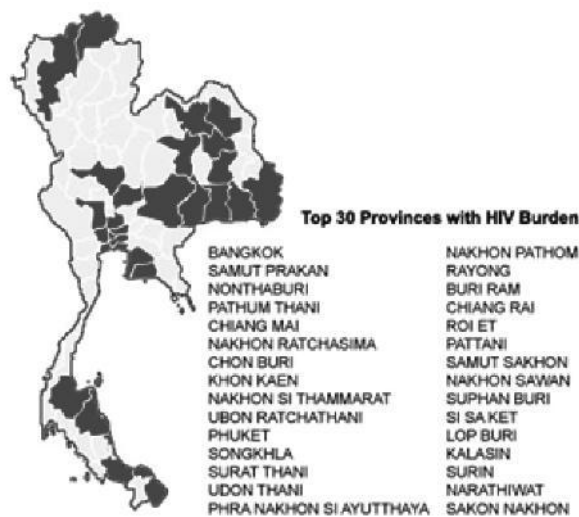 Top 30 Provinces with HIV Burden
BANGKOK
SAMUT PRAKAN
NONTHABURI
PATHUM THANI
CHIANG MAI
NAKHON RATCHASIMA
CHON BURI
KHON KAEN
NAKHON SI THAMMARAT
UBON RATCHATHANI
PHUKET
SONGKHLA
SURAT THANI
UDON THANI
PHRA NAKHON SI AYUTTHAYA
NAKHON PATHOM
RAYONG
BURI RAM
CHIANG RAI
ROI ET
PATTANI
SAMUT SAKHON
NAKHON SAWAN
SUPHAN BURI
SI SA KET
LOP BURI
KALASIN
SURIN
NARATHIWAT
SAKON NAKHON